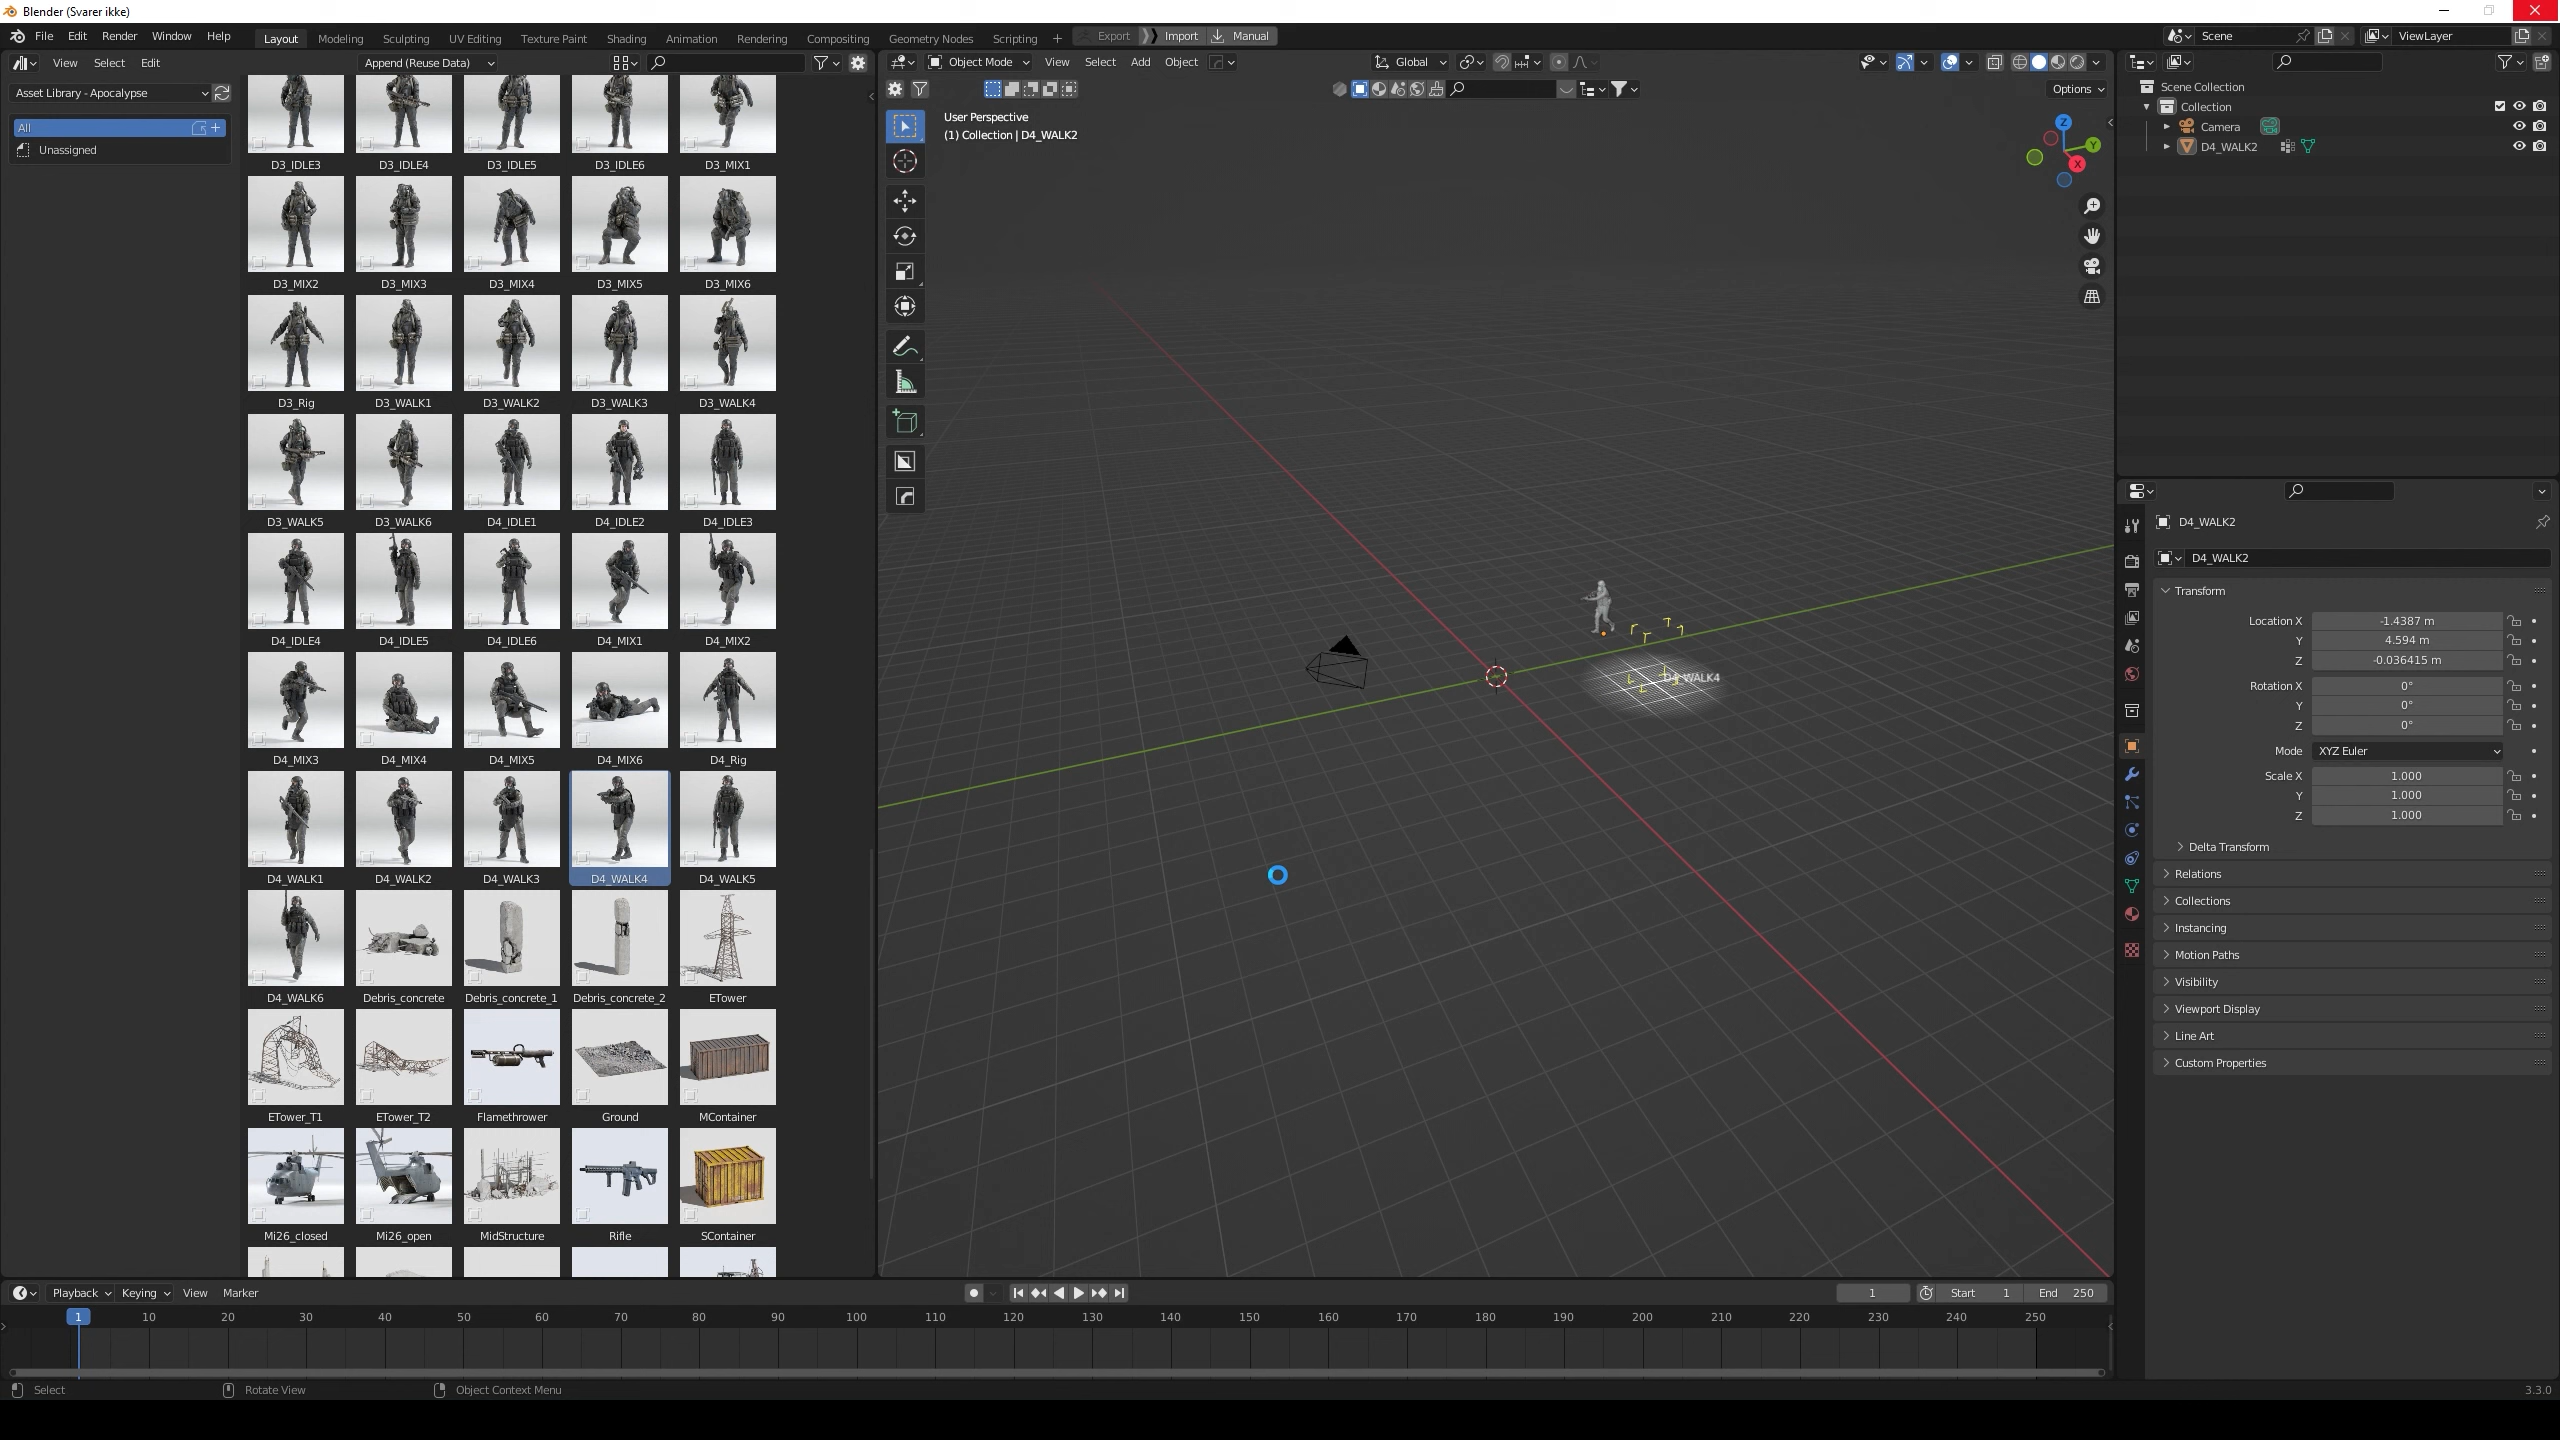 Blender (Svarer ikke)
File Edit Render Window Help
Layout Modeling Sculpting UV Editing Texture Paint Shading Animation Rendering Compositing Geometry Nodes Scripting + Export Import Manual
Scene ViewLayer
View Select Edit Append (Reuse Data)
Object Mode View Select Add Object Global
Asset Library - Apocalypse
Options
All
Unassigned
User Perspective
(1) Collection | D4_WALK2
Z
Y
X
Scene Collection
Collection
Camera
D4_WALK2
D3_IDLE3 D3_IDLE4 D3_IDLE5 D3_IDLE6 D3_MIX1
D3_MIX2 D3_MIX3 D3_MIX4 D3_MIX5 D3_MIX6
D3_Rig D3_WALK1 D3_WALK2 D3_WALK3 D3_WALK4
D3_WALK5 D3_WALK6 D4_IDLE1 D4_IDLE2 D4_IDLE3
D4_IDLE4 D4_IDLE5 D4_IDLE6 D4_MIX1 D4_MIX2
D4_MIX3 D4_MIX4 D4_MIX5 D4_MIX6 D4_Rig
D4_WALK1 D4_WALK2 D4_WALK3 D4_WALK4 D4_WALK5
D4_WALK6 Debris_concrete Debris_concrete_1 Debris_concrete_2 ETower
ETower_T1 ETower_T2 Flamethrower Ground MContainer
Mi26_closed Mi26_open MidStructure Rifle SContainer
D4_WALK4
D4_WALK2
D4_WALK2
Transform
Location X -1.4387 m
Y 4.594 m
Z -0.036415 m
Rotation X 0°
Y 0°
Z 0°
Mode XYZ Euler
Scale X 1.000
Y 1.000
Z 1.000
Delta Transform
Relations
Collections
Instancing
Motion Paths
Visibility
Viewport Display
Line Art
Custom Properties
Playback Keying View Marker
1 Start 1 End 250
1 10 20 30 40 50 60 70 80 90 100 110 120 130 140 150 160 170 180 190 200 210 220 230 240 250
Select Rotate View Object Context Menu
3.3.0